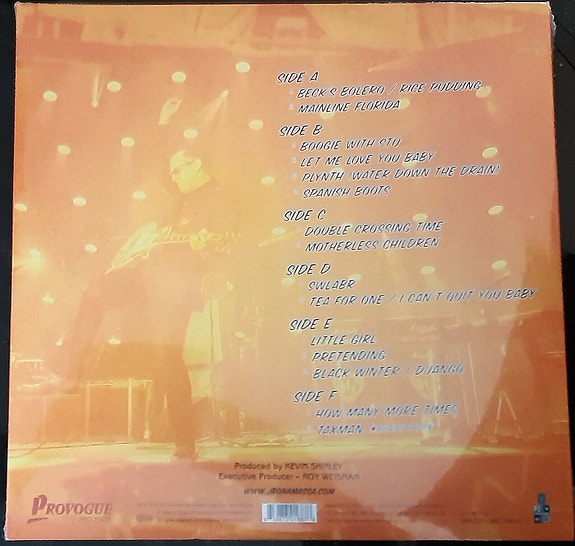 SIDE A
BECK'S BOLERO / RICE PUDDING
MAINLINE FLORIDA
SIDE B
BOOGIE WITH STU
LET ME LOVE YOU BABY
PLYNTH (WATER DOWN THE DRAIN)
SPANISH BOOTS
SIDE C
DOUBLE CROSSING TIME
MOTHERLESS CHILDREN
SIDE D
SWLABR
TEA FOR ONE / I CAN'T QUIT YOU BABY
SIDE E
LITTLE GIRL
PRETENDING
BLACK WINTER / DJANGO
SIDE F
HOW MANY MORE TIMES
TAXMAN
Produced by KEVIN SHIRLEY
Executive Producer - ROY WEISMAN
WWW.JBONAMASSA.COM
PROVOGUE